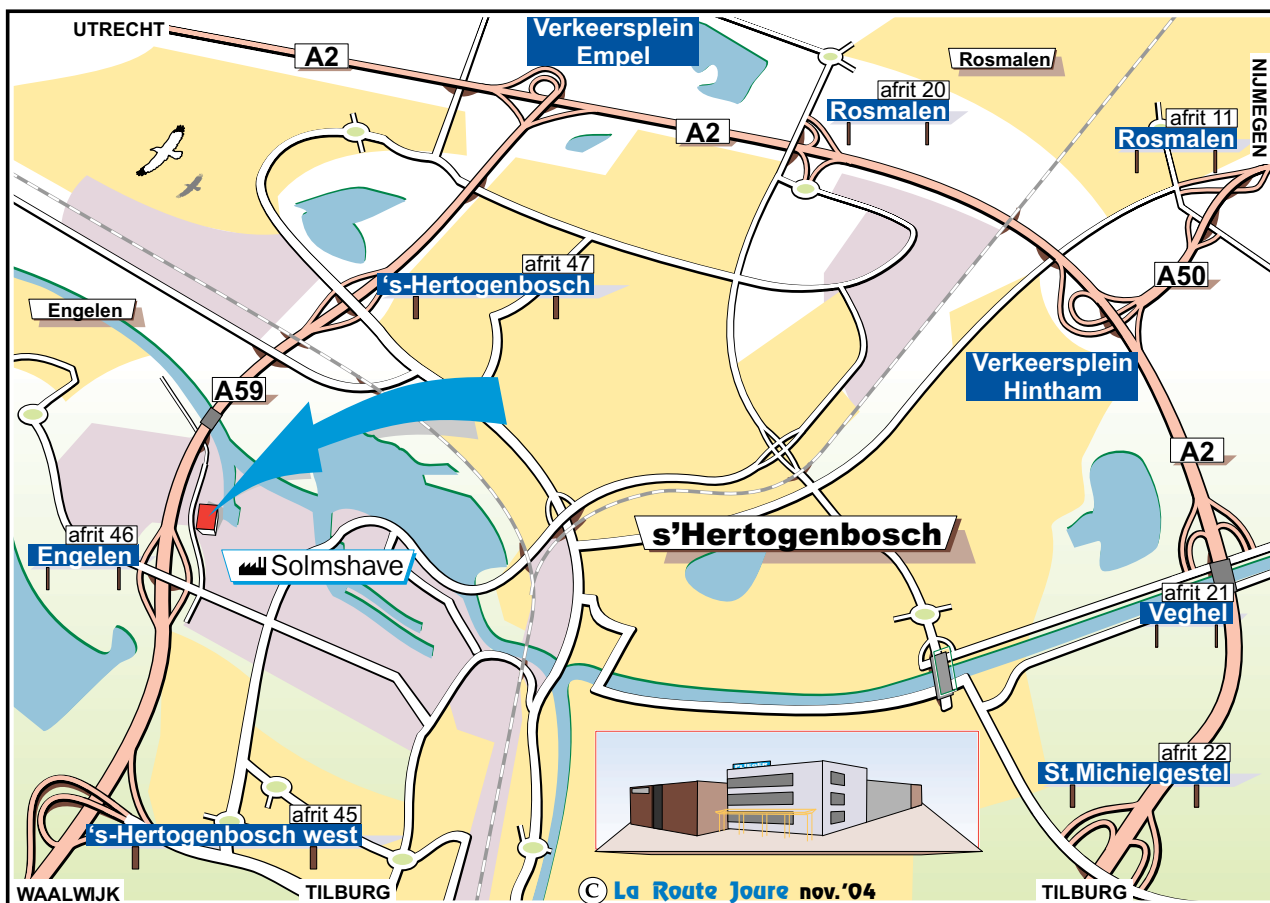 UTRECHT
A2
Verkeersplein
Empel
Rosmalen
NIJMEGEN
afrit 20
Rosmalen
afrit 11
Rosmalen
A2
afrit 47
‘s-Hertogenbosch
A50
Engelen
Verkeersplein
Hintham
A59
A2
s’Hertogenbosch
afrit 46
Engelen
Solmshave
afrit 21
Veghel
afrit 22
St.Michielgestel
afrit 45
‘s-Hertogenbosch west
WAALWIJK
TILBURG
© La Route Joure nov.’04
TILBURG